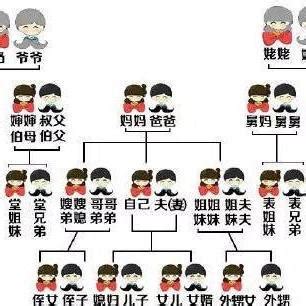 爷爷 姥姥
婶婶 叔父 妈妈 爸爸 舅妈 舅舅
伯母 伯父
堂 堂 嫂嫂 哥哥 自己 夫(妻) 姐姐 姐夫 表 表
姐 兄 弟媳 弟弟 妹妹 妹夫 姐 兄
妹 弟 妹 弟
侄女 侄子 媳妇 儿子 女儿 女婿 外甥女 外甥